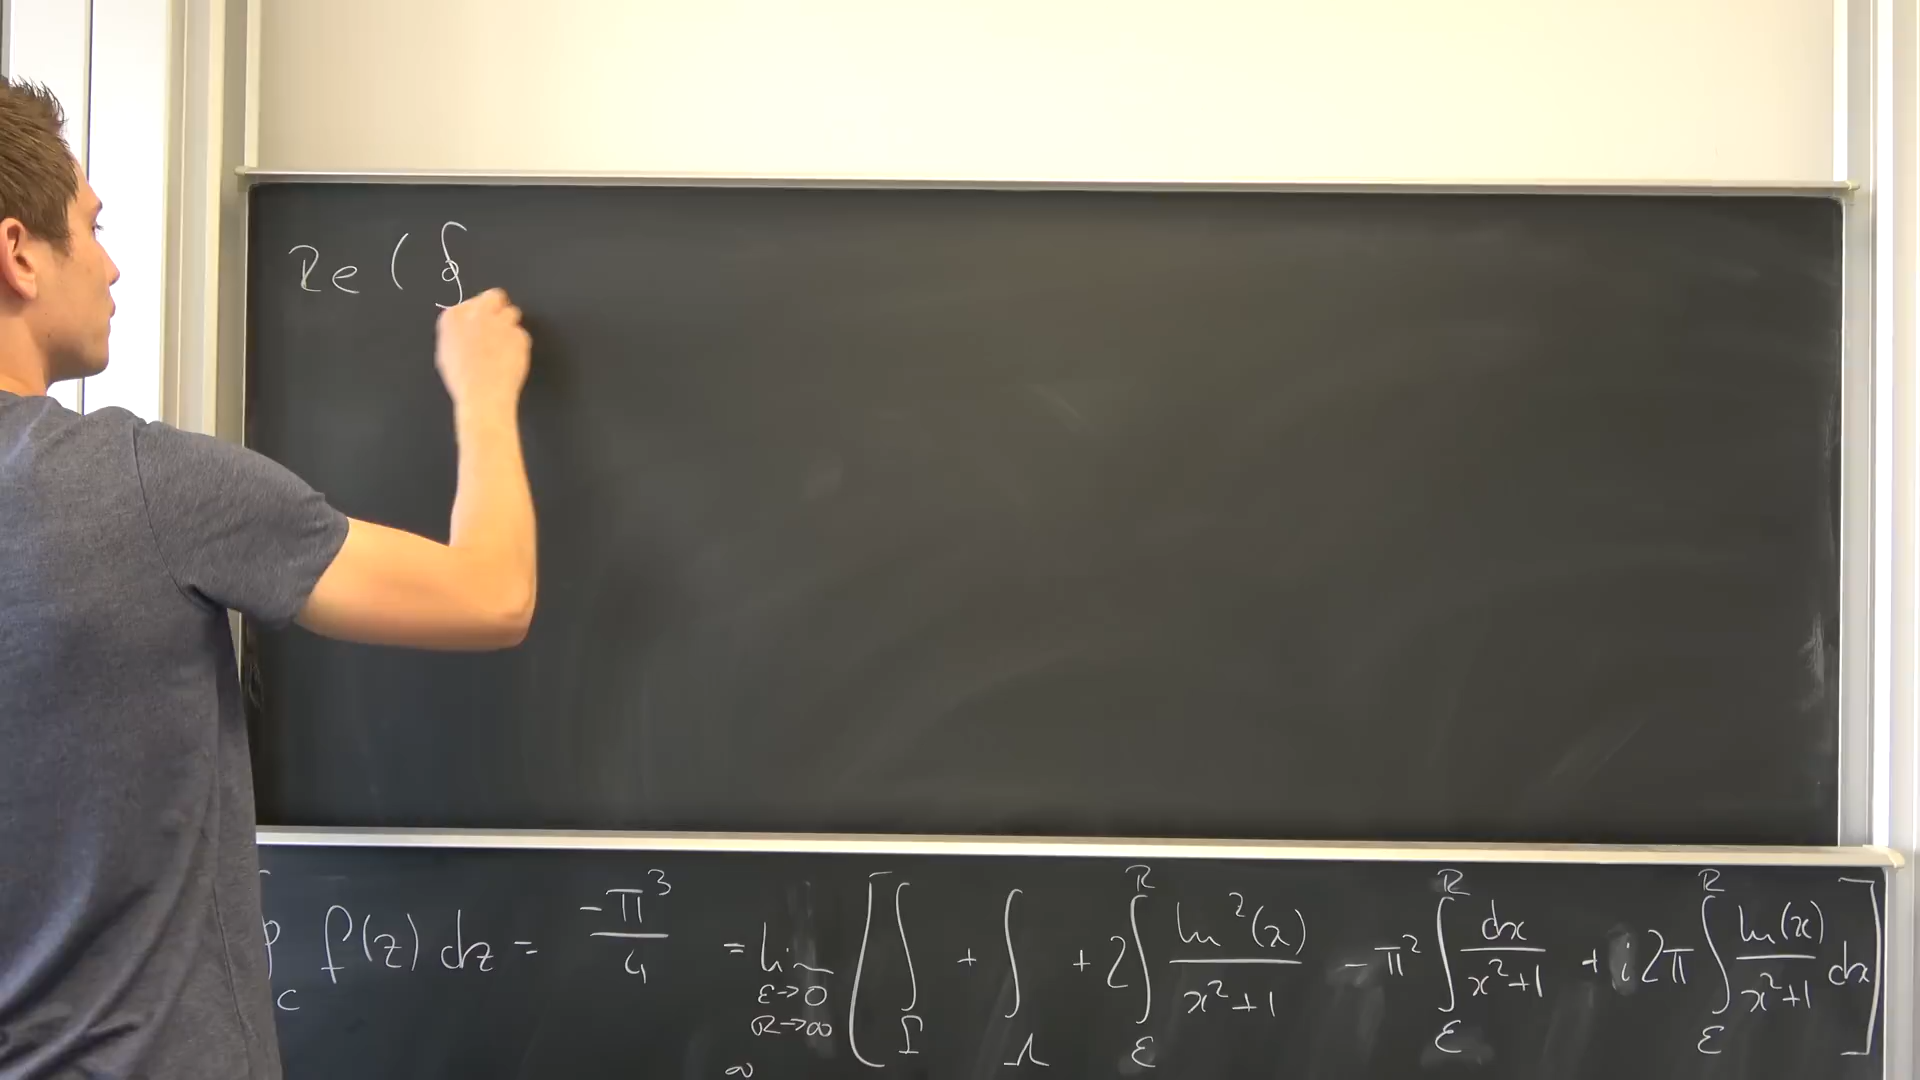 Re ( ∮
∮_C f(z) dz = -π³/4 = lim_{ε→0, R→∞} [ ∫_Γ + ∫_Λ + 2 ∫_ε^R ln²(x)/(x²+1) - π² ∫_ε^R dx/(x²+1) + i2π ∫_ε^R ln(x)/(x²+1) dx ]
∞